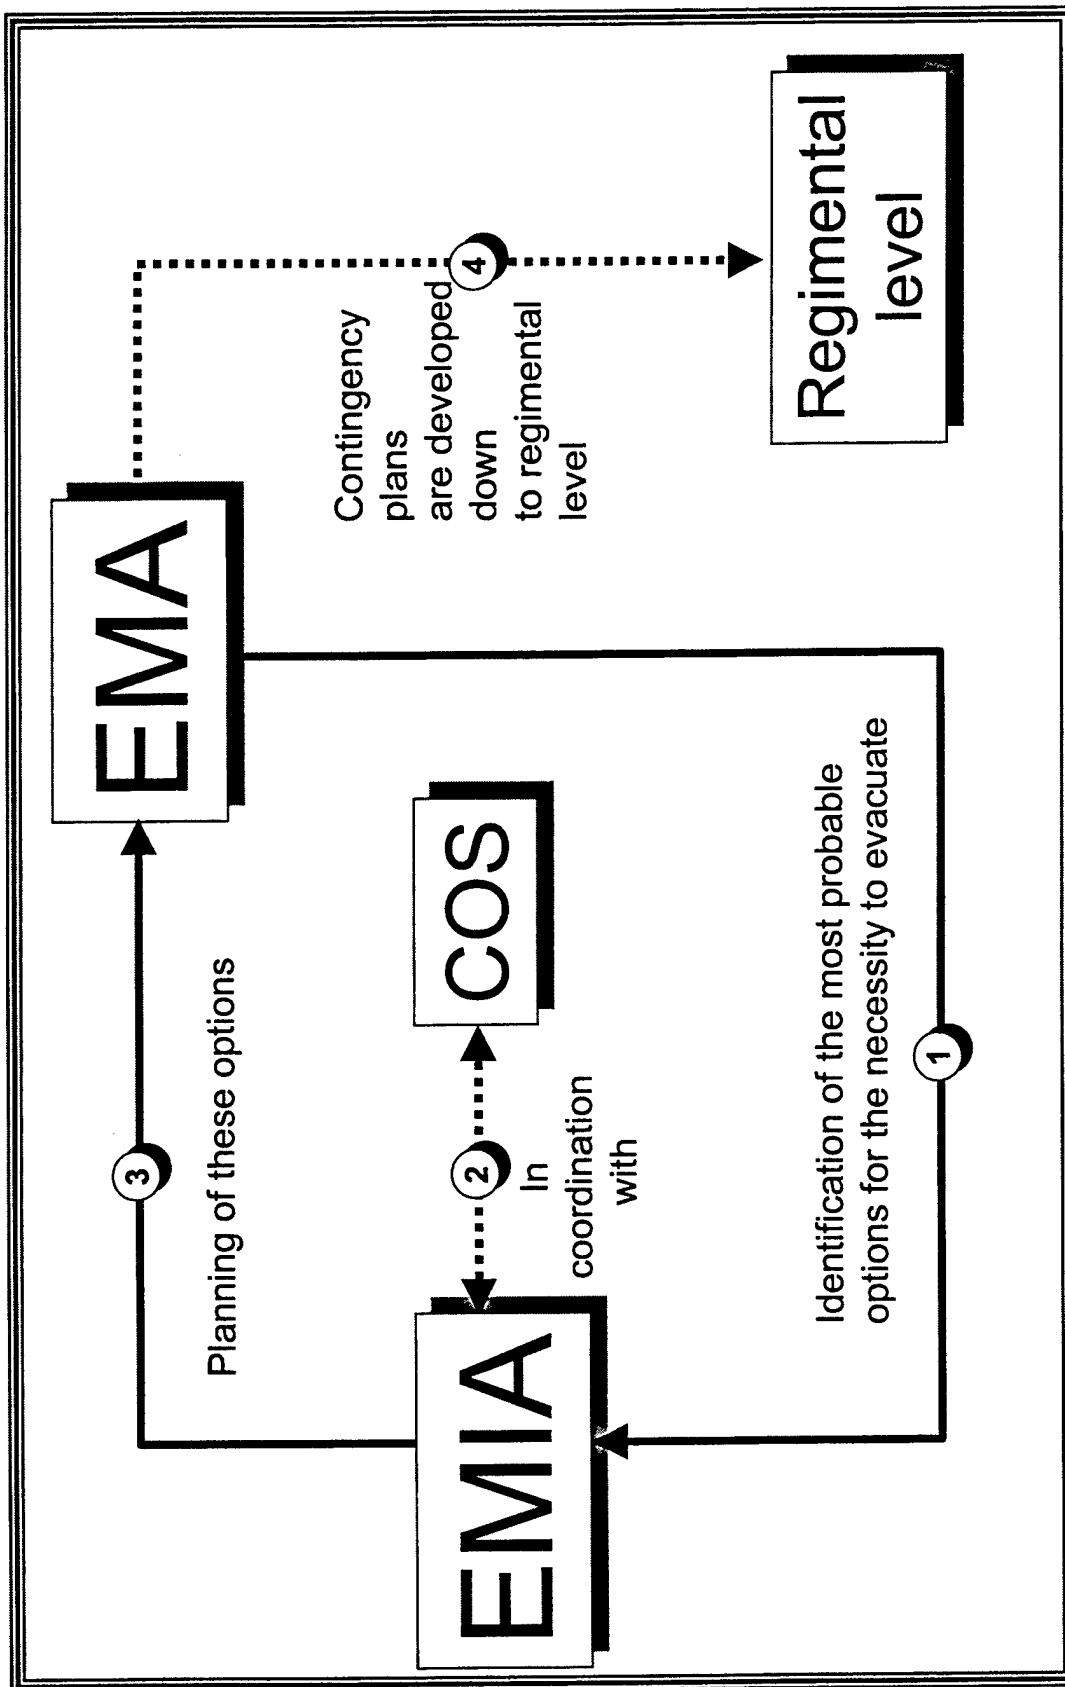 EMA
3
Planning of these options
EMIA
2
In
coordination
with
COS
Contingency
plans
are developed
down
to regimental
level
4
Regimental
level
Identification of the most probable
options for the necessity to evacuate
1